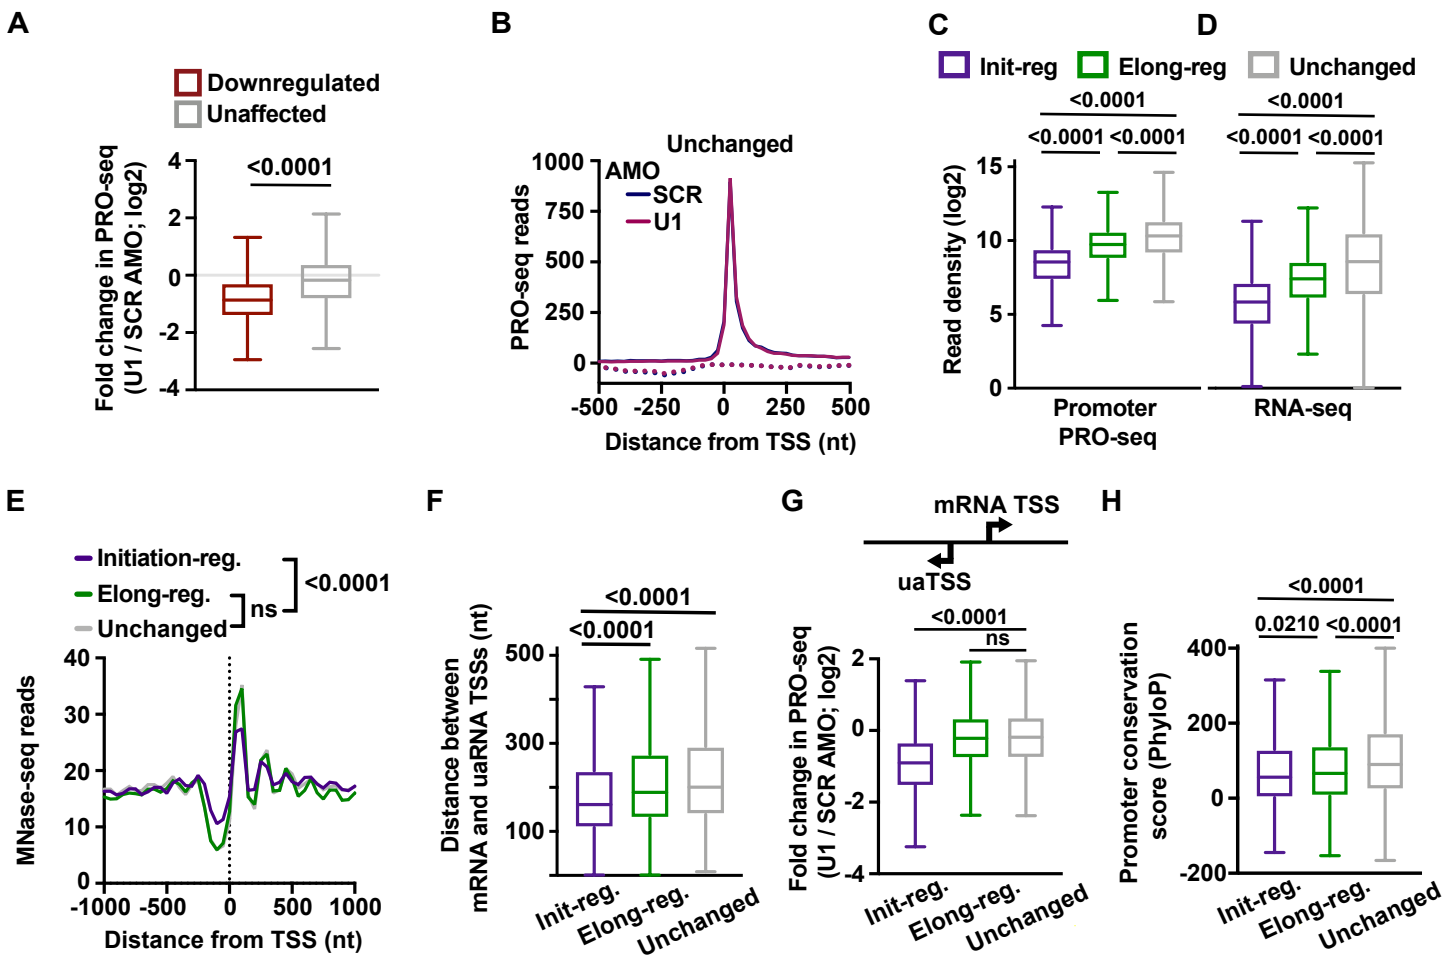 A
Downregulated
Unaffected
<0.0001
Fold change in PRO-seq
(U1 / SCR AMO; log2)
4
2
0
-2
-4
B
Unchanged
AMO
SCR
U1
PRO-seq reads
1000
750
500
250
0
-500
-250
0
250
500
Distance from TSS (nt)
C
D
Init-reg
Elong-reg
Unchanged
<0.0001
<0.0001
<0.0001 <0.0001
<0.0001 <0.0001
Read density (log2)
15
10
5
0
Promoter
PRO-seq
RNA-seq
E
Initiation-reg.
Elong-reg.
Unchanged
ns
<0.0001
MNase-seq reads
40
30
20
10
0
-1000
-500
0
500
1000
Distance from TSS (nt)
F
<0.0001
<0.0001
Distance between
mRNA and uaRNA TSSs (nt)
500
300
100
Init-reg.
Elong-reg.
Unchanged
G
mRNA TSS
uaTSS
<0.0001
ns
Fold change in PRO-seq
(U1 / SCR AMO; log2)
2
0
-2
-4
Init-reg.
Elong-reg.
Unchanged
H
<0.0001
0.0210
<0.0001
Promoter conservation
score (PhyloP)
400
200
0
-200
Init-reg.
Elong-reg.
Unchanged